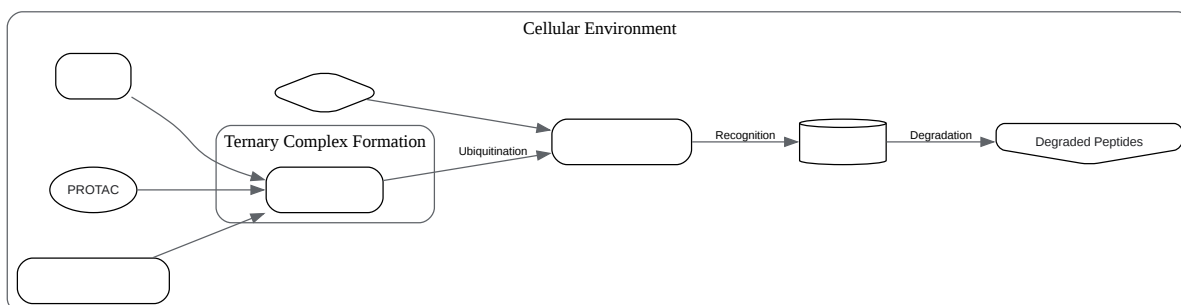 Cellular Environment
Ternary Complex Formation
PROTAC
Ubiquitination
Recognition
Degradation
Degraded Peptides